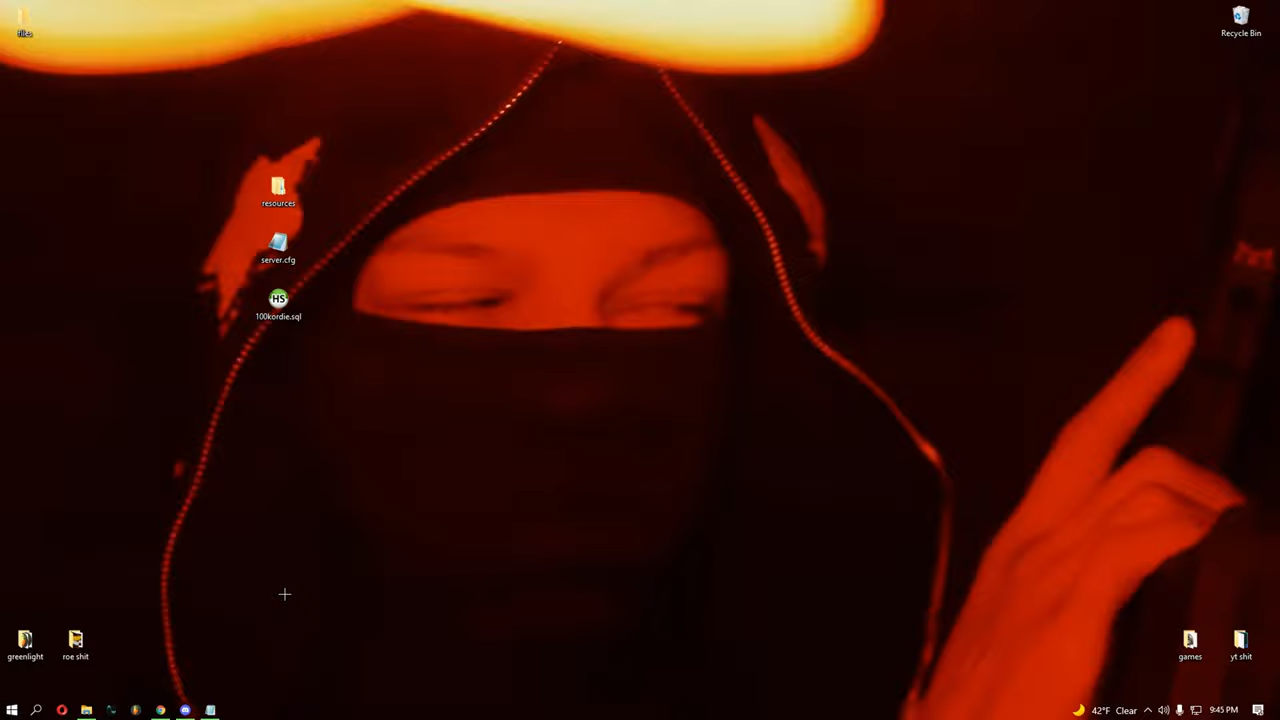 files
Recycle Bin
resources
server.cfg
HS
100kordie.sql
greenlight
roe shit
games
yt shit
42°F Clear
9:45 PM